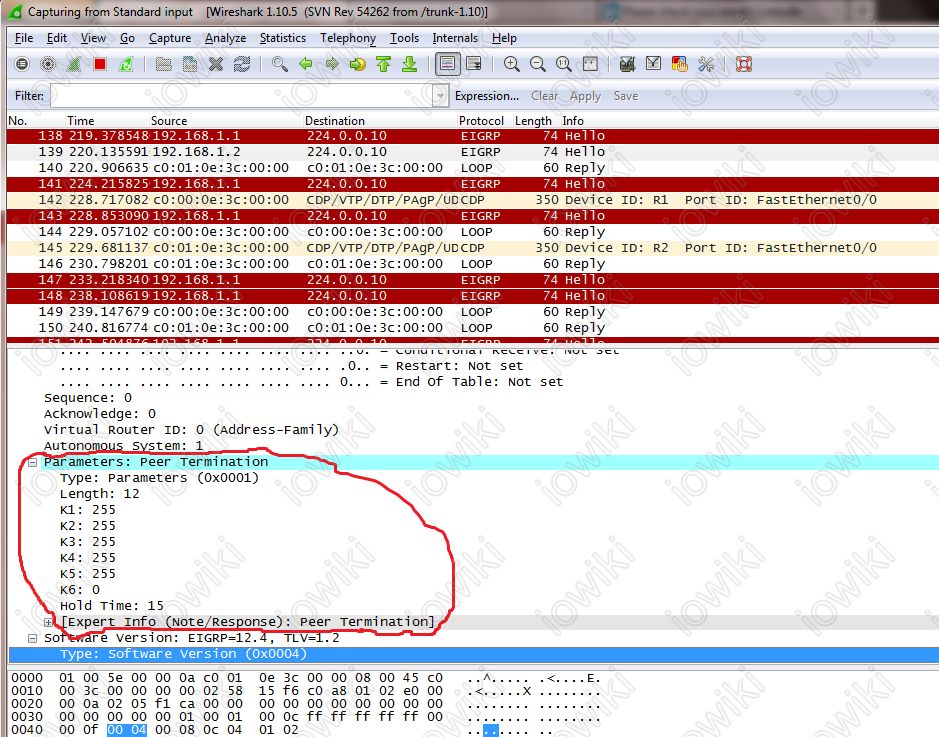 Capturing from Standard input [Wireshark 1.10.5 (SVN Rev 54262 from /trunk-1.10)]
File Edit View Go Capture Analyze Statistics Telephony Tools Internals Help
Filter: Expression... Clear Apply Save
No. Time Source Destination Protocol Length Info
138 219.378548 192.168.1.1 224.0.0.10 EIGRP 74 Hello
139 220.135591 192.168.1.2 224.0.0.10 EIGRP 74 Hello
140 220.906635 c0:01:0e:3c:00:00 c0:01:0e:3c:00:00 LOOP 60 Reply
141 224.215825 192.168.1.1 224.0.0.10 EIGRP 74 Hello
142 228.717082 c0:00:0e:3c:00:00 CDP/VTP/DTP/PAgP/UD CDP 350 Device ID: R1 Port ID: FastEthernet0/0
143 228.853090 192.168.1.1 224.0.0.10 EIGRP 74 Hello
144 229.057102 c0:00:0e:3c:00:00 c0:00:0e:3c:00:00 LOOP 60 Reply
145 229.681137 c0:01:0e:3c:00:00 CDP/VTP/DTP/PAgP/UD CDP 350 Device ID: R2 Port ID: FastEthernet0/0
146 230.798201 c0:01:0e:3c:00:00 c0:01:0e:3c:00:00 LOOP 60 Reply
147 233.218340 192.168.1.1 224.0.0.10 EIGRP 74 Hello
148 238.108619 192.168.1.1 224.0.0.10 EIGRP 74 Hello
149 239.147679 c0:00:0e:3c:00:00 c0:00:0e:3c:00:00 LOOP 60 Reply
150 240.816774 c0:01:0e:3c:00:00 c0:01:0e:3c:00:00 LOOP 60 Reply
.... .... .... .... .... .... .... ..0. = Conditional Receive: Not set
.... .... .... .... .... .... .... .0.. = Restart: Not set
.... .... .... .... .... .... .... 0... = End Of Table: Not set
Sequence: 0
Acknowledge: 0
Virtual Router ID: 0 (Address-Family)
Autonomous System: 1
Parameters: Peer Termination
Type: Parameters (0x0001)
Length: 12
K1: 255
K2: 255
K3: 255
K4: 255
K5: 255
K6: 0
Hold Time: 15
[Expert Info (Note/Response): Peer Termination]
Software Version: EIGRP=12.4, TLV=1.2
Type: Software Version (0x0004)
0000 01 00 5e 00 00 0a c0 01 0e 3c 00 00 08 00 45 c0 ..^..... .<....E.
0010 00 3c 00 00 00 00 02 58 15 f6 c0 a8 01 02 e0 00 .<.....X ........
0020 00 0a 02 05 f1 ca 00 00 00 00 00 00 00 00 00 00 ........ ........
0030 00 00 00 00 00 01 00 01 00 0c ff ff ff ff ff 00 ........ ........
0040 00 0f 00 04 00 08 0c 04 01 02 ........ ..
iowiki